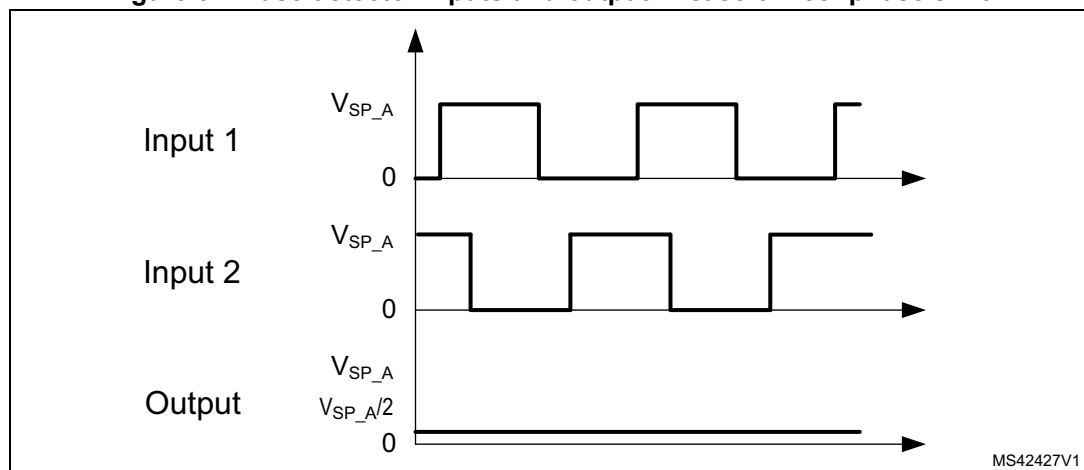 V_SP_A
Input 1
0
V_SP_A
Input 2
0
V_SP_A
Output V_SP_A/2
0
MS42427V1